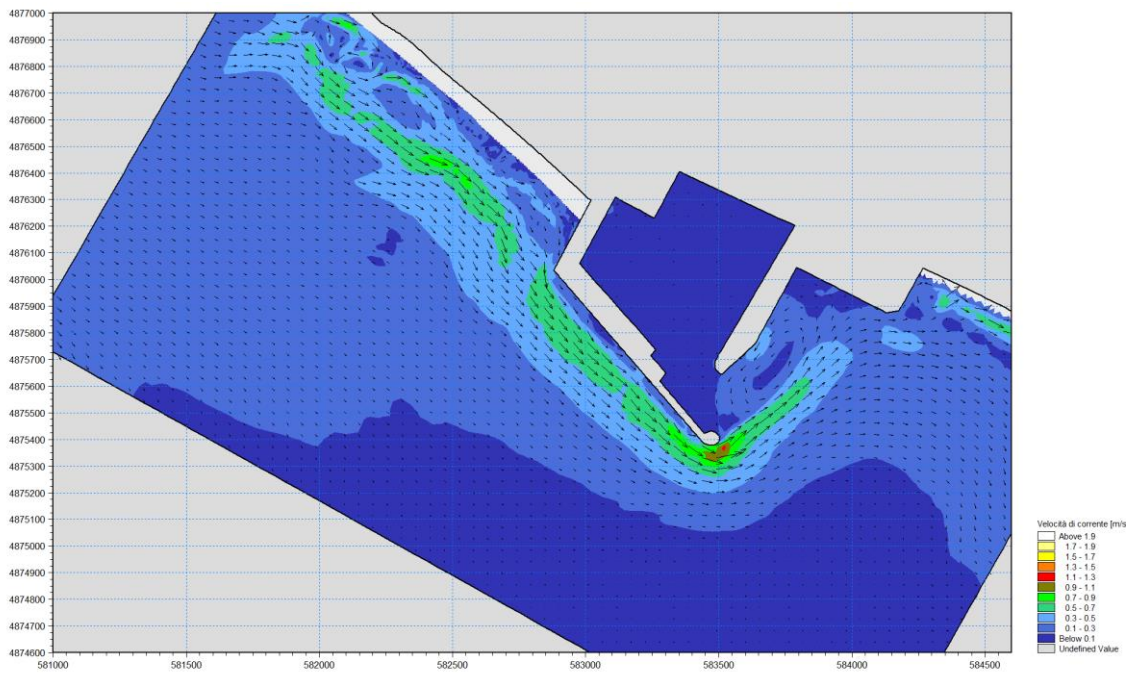 4877000
4876900
4876800
4876700
4876600
4876500
4876400
4876300
4876200
4876100
4876000
4875900
4875800
4875700
4875600
4875500
4875400
4875300
4875200
4875100
4875000
4874900
4874800
4874700
4874600
581000 581500 582000 582500 583000 583500 584000 584500
Velocità di corrente [m/s
Above 1.9
1.7 - 1.9
1.5 - 1.7
1.3 - 1.5
1.1 - 1.3
0.9 - 1.1
0.7 - 0.9
0.5 - 0.7
0.3 - 0.5
0.1 - 0.3
Below 0.1
Undefined Value